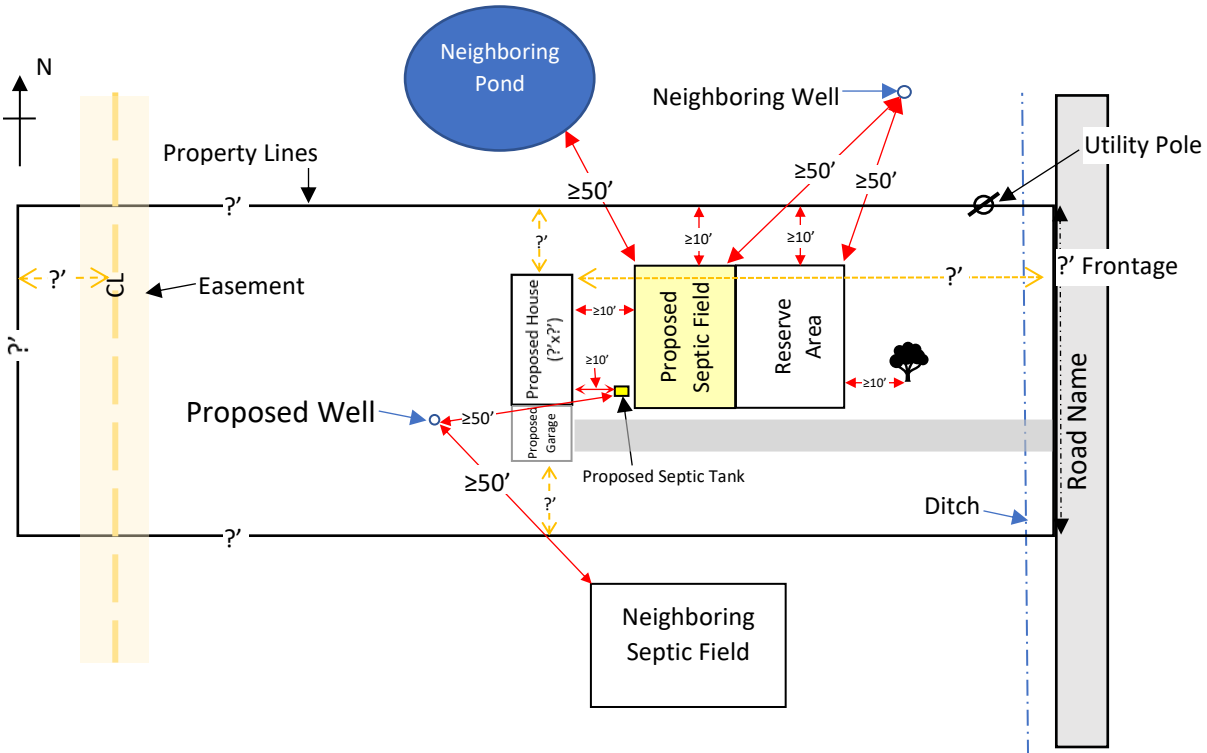 N
Neighboring
Pond
Neighboring Well
Property Lines
Utility Pole
≥50’
≥50’
≥50’
?’
?’
≥10’
≥10’
?’
?’ Frontage
?’
CL
Easement
≥10’
Proposed House
(?’x?’)
Proposed
Septic Field
Reserve
Area
?’
≥10’
≥10’
Proposed Well
≥50’
Proposed
Garage
Road Name
≥50’
Proposed Septic Tank
?’
Ditch
?’
Neighboring
Septic Field